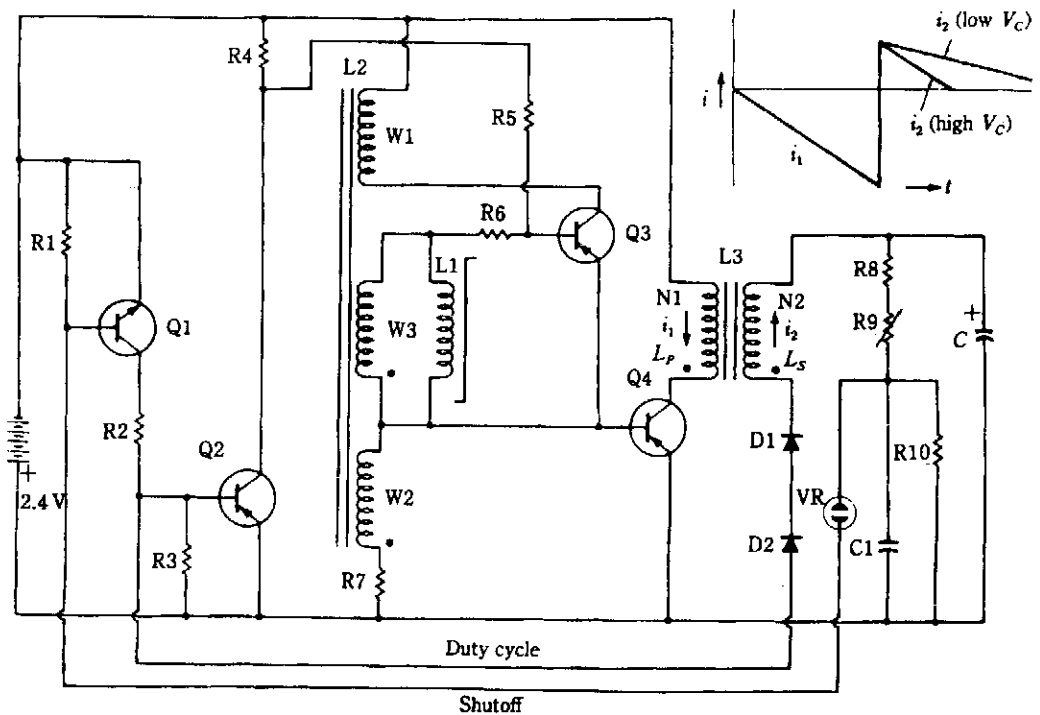 R4
L2
W1
R5
i
i₂ (low V_C)
i₂ (high V_C)
i₁
t
R1
R6
Q3
Q1
W3
L1
L3
N1
i₁
L_P
N2
i₂
L_S
R8
R9
+
C
R2
Q2
Q4
+
2.4 V
W2
D1
VR
R10
R3
R7
D2
C1
Duty cycle
Shutoff